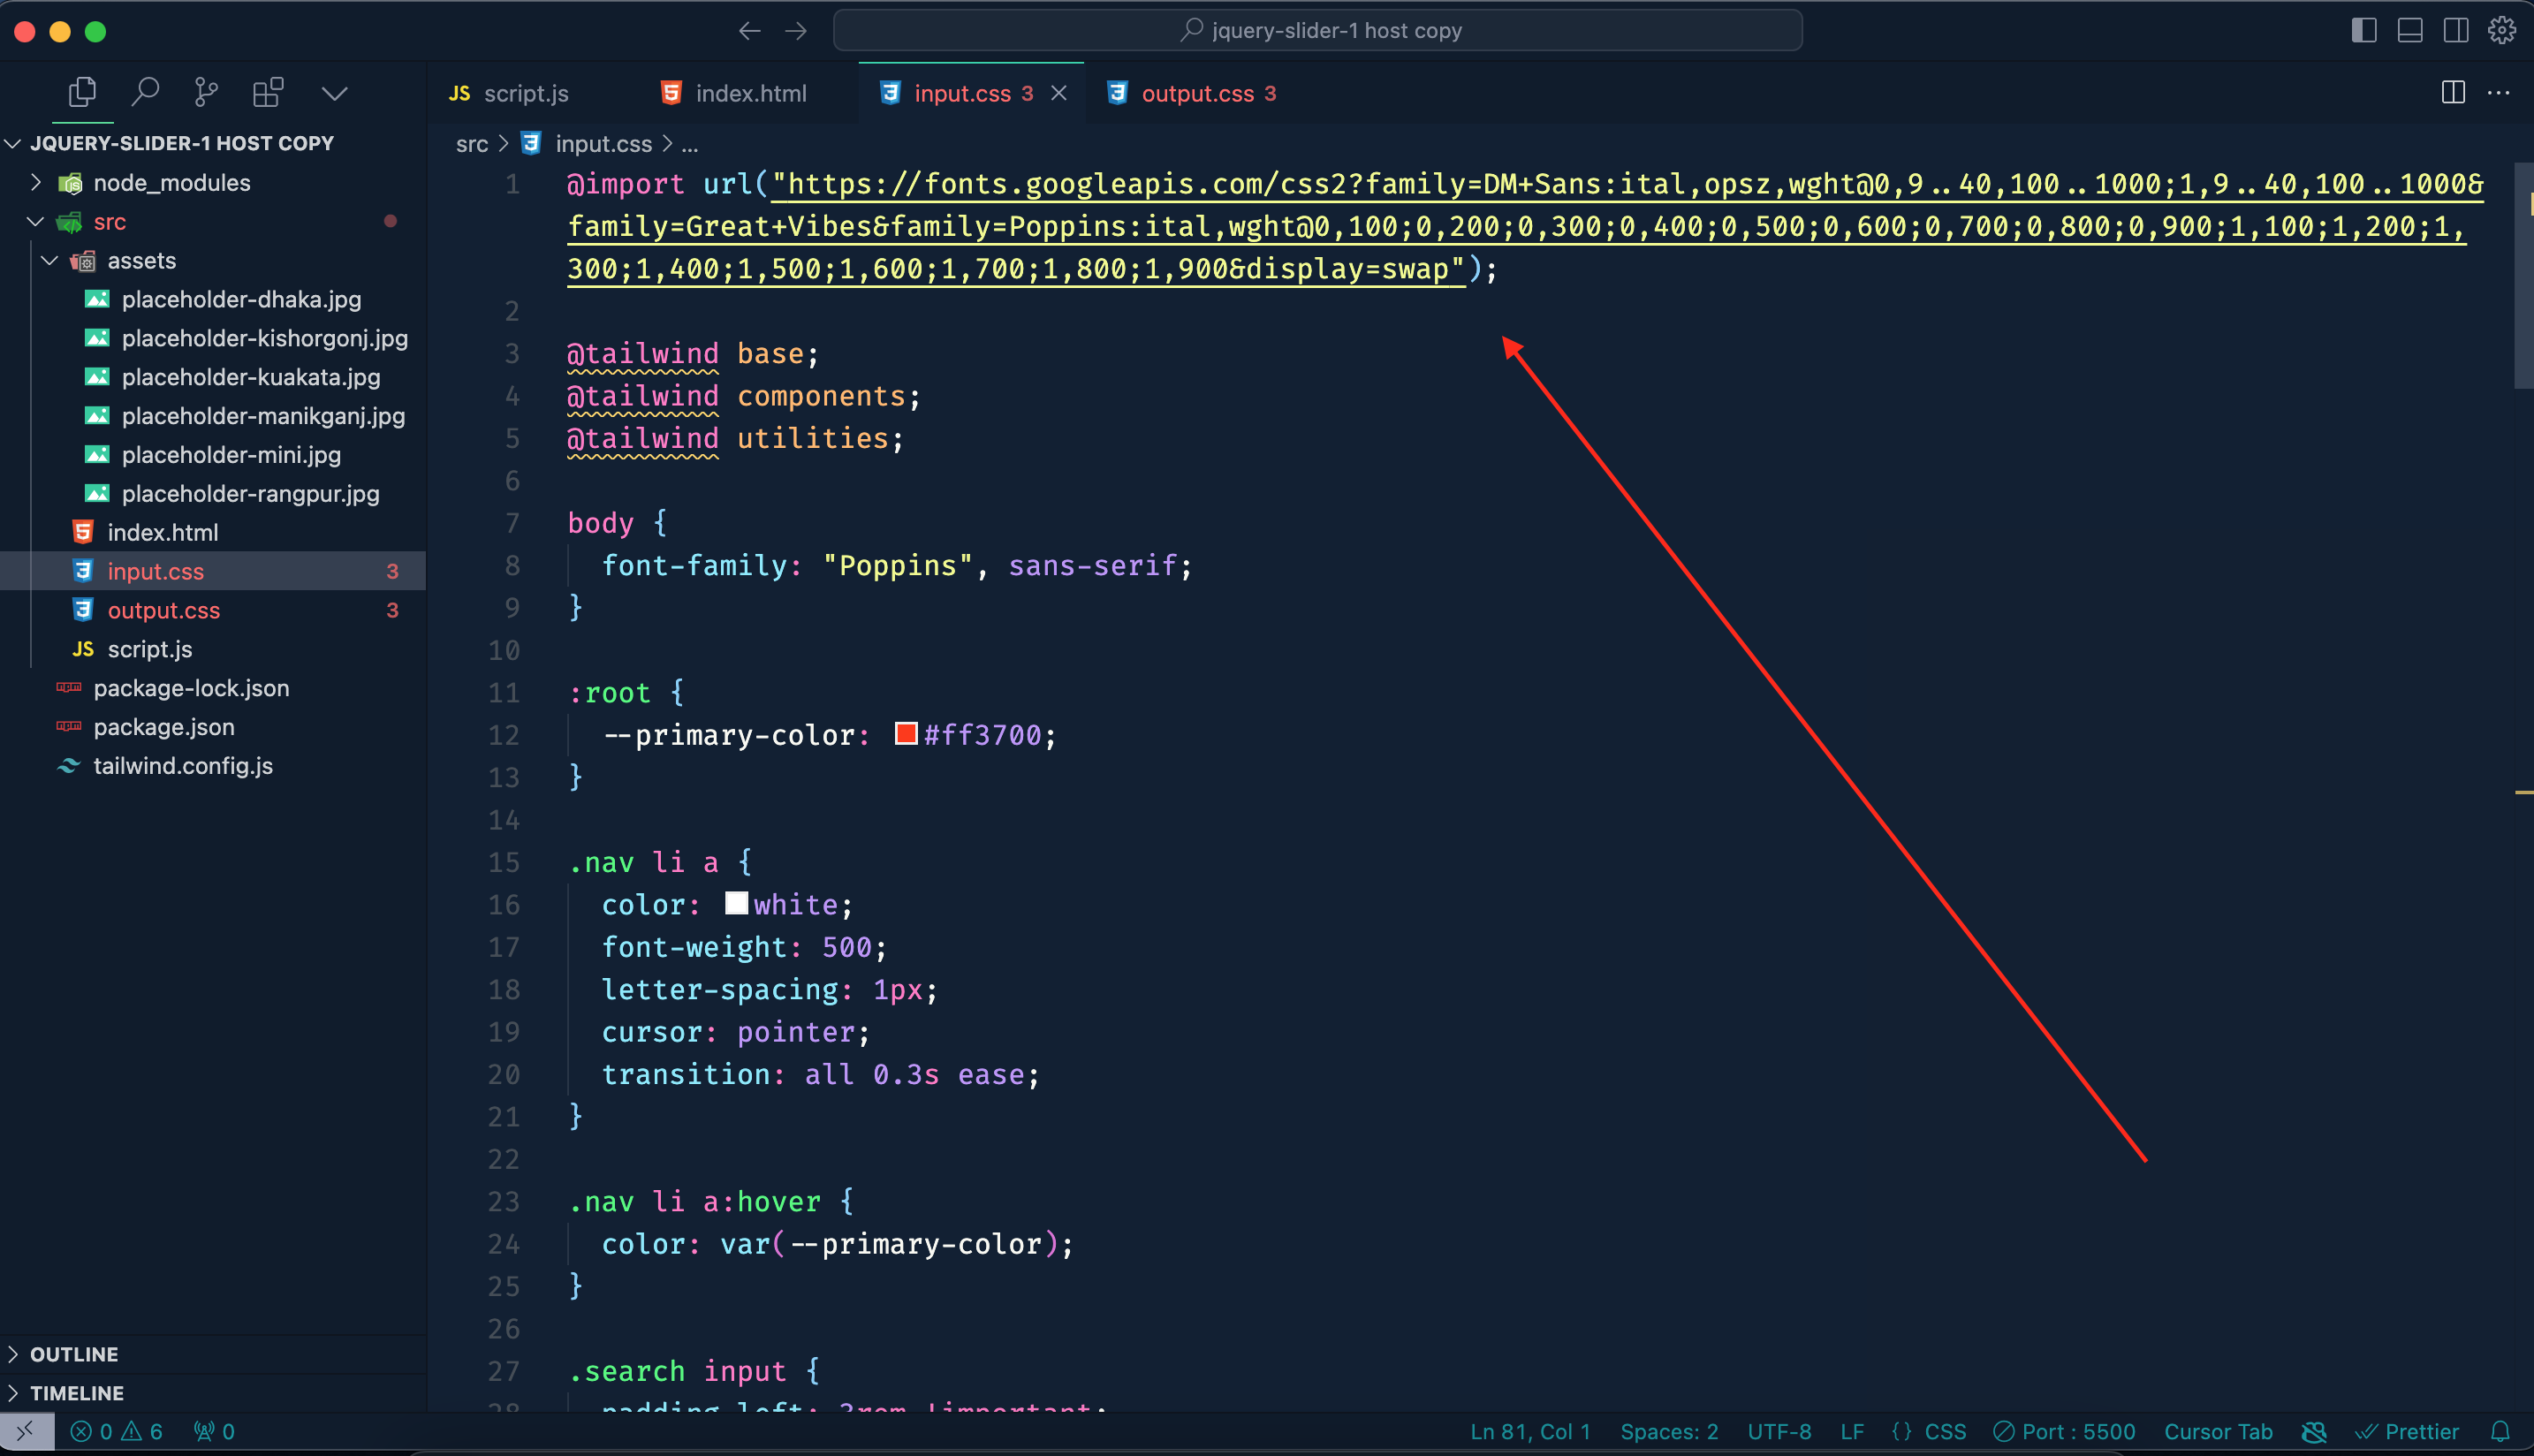 jquery-slider-1 host copy
JS script.js
index.html
input.css 3
output.css 3
JQUERY-SLIDER-1 HOST COPY
node_modules
src
assets
placeholder-dhaka.jpg
placeholder-kishorgonj.jpg
placeholder-kuakata.jpg
placeholder-manikganj.jpg
placeholder-mini.jpg
placeholder-rangpur.jpg
index.html
input.css 3
output.css 3
JS script.js
package-lock.json
package.json
tailwind.config.js
OUTLINE
TIMELINE
src > input.css > ...
1 @import url("https://fonts.googleapis.com/css2?family=DM+Sans:ital,opsz,wght@0,9..40,100..1000;1,9..40,100..1000&
family=Great+Vibes&family=Poppins:ital,wght@0,100;0,200;0,300;0,400;0,500;0,600;0,700;0,800;0,900;1,100;1,200;1,
300;1,400;1,500;1,600;1,700;1,800;1,900&display=swap");
2
3 @tailwind base;
4 @tailwind components;
5 @tailwind utilities;
6
7 body {
8 font-family: "Poppins", sans-serif;
9 }
10
11 :root {
12 --primary-color: #ff3700;
13 }
14
15 .nav li a {
16 color: white;
17 font-weight: 500;
18 letter-spacing: 1px;
19 cursor: pointer;
20 transition: all 0.3s ease;
21 }
22
23 .nav li a:hover {
24 color: var(--primary-color);
25 }
26
27 .search input {
28 padding-left: 3rem !important;
0 6 0
Ln 81, Col 1 Spaces: 2 UTF-8 LF {} CSS Port : 5500 Cursor Tab Prettier